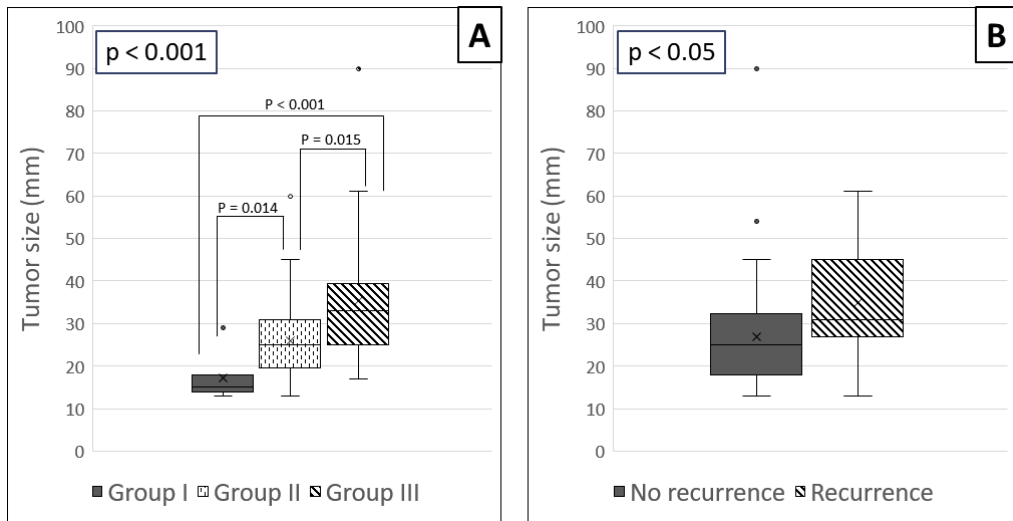 A
p < 0.001
Tumor size (mm)
100
90
80
70
60
50
40
30
20
10
0
P < 0.001
P = 0.015
P = 0.014
Group I Group II Group III
B
p < 0.05
Tumor size (mm)
100
90
80
70
60
50
40
30
20
10
0
No recurrence Recurrence